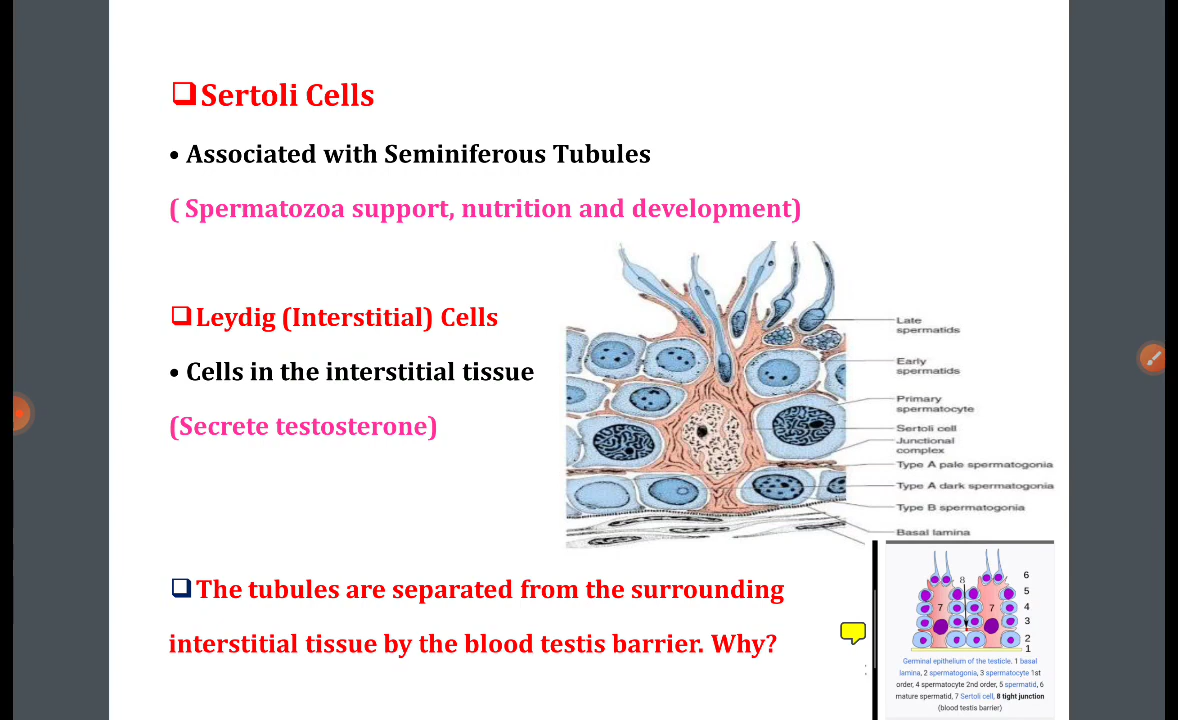 ❑Sertoli Cells
• Associated with Seminiferous Tubules
( Spermatozoa support, nutrition and development)
❑Leydig (Interstitial) Cells
• Cells in the interstitial tissue
(Secrete testosterone)
Late
spermatids
Early
spermatids
Primary
spermatocyte
Sertoli cell
Junctional
complex
Type A pale spermatogonia
Type A dark spermatogonia
Type B spermatogonia
Basal lamina
❑The tubules are separated from the surrounding
interstitial tissue by the blood testis barrier. Why?
8
6
5
7 7 4
3
2
1
Germinal epithelium of the testicle. 1 basal
lamina, 2 spermatogonia, 3 spermatocyte 1st
order, 4 spermatocyte 2nd order, 5 spermatid, 6
mature spermatid, 7 Sertoli cell, 8 tight junction
(blood testis barrier)